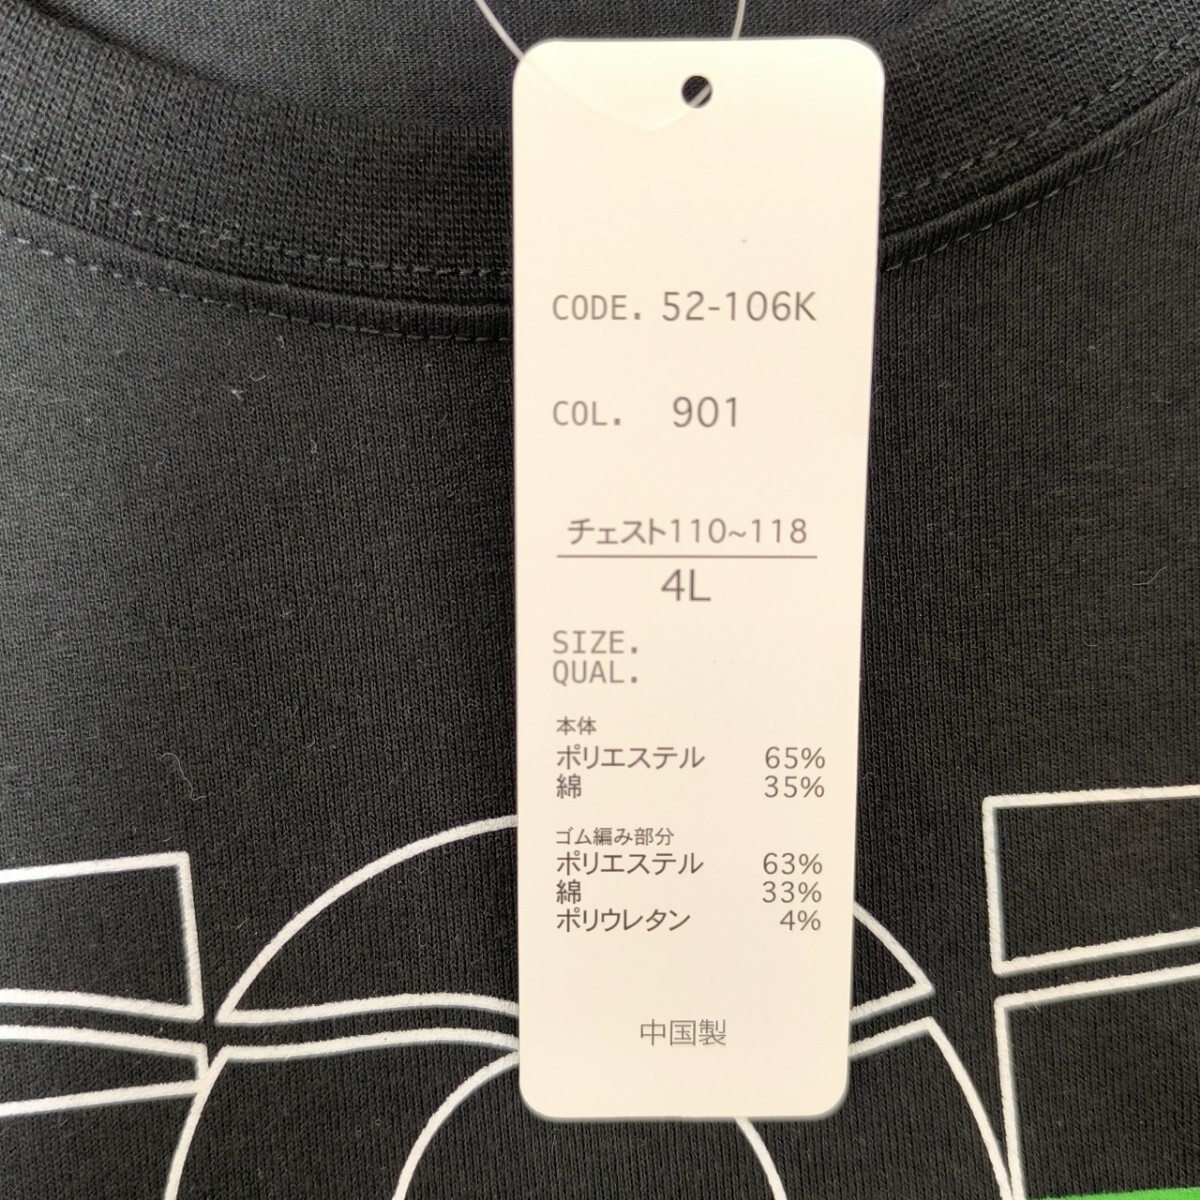 CODE. 52-106K
COL. 901
チェスト110~118
4L
SIZE.
QUAL.
本体
ポリエステル 65%
綿 35%
ゴム編み部分
ポリエステル 63%
綿 33%
ポリウレタン 4%
中国製